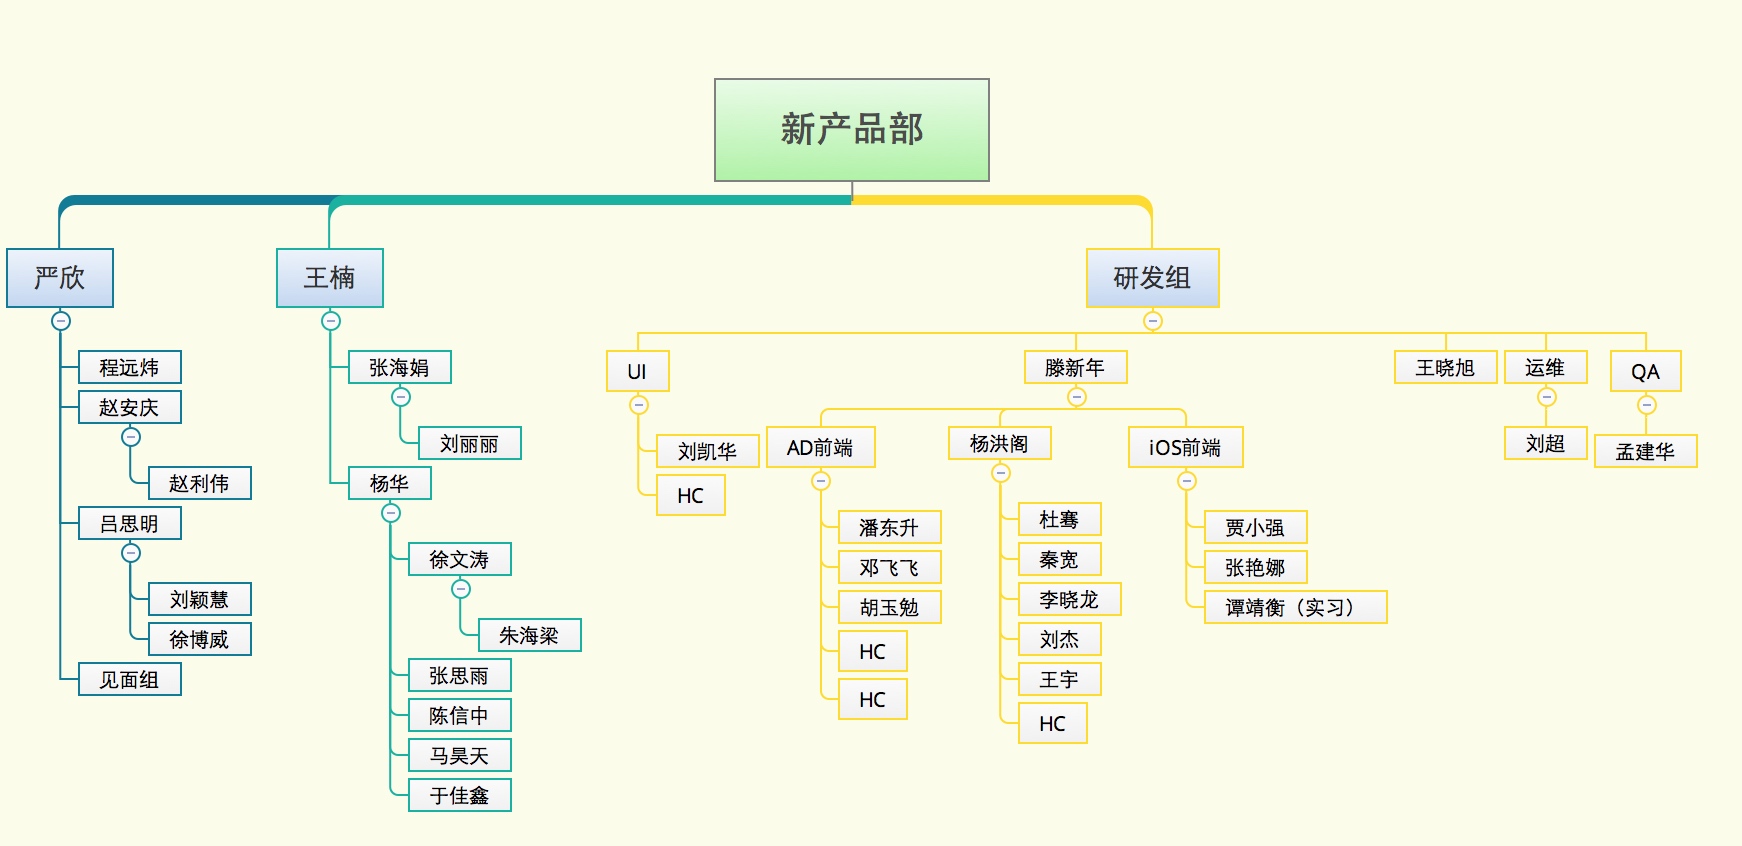 新产品部
严欣
程远炜
赵安庆
赵利伟
吕思明
刘颖慧
徐博威
见面组
王楠
张海娟
刘丽丽
杨华
徐文涛
朱海梁
张思雨
陈信中
马昊天
于佳鑫
研发组
UI
刘凯华
HC
滕新年
AD前端
潘东升
邓飞飞
胡玉勉
HC
HC
杨洪阁
杜骞
秦宽
李晓龙
刘杰
王宇
HC
iOS前端
贾小强
张艳娜
谭靖衡（实习）
王晓旭
运维
刘超
QA
孟建华